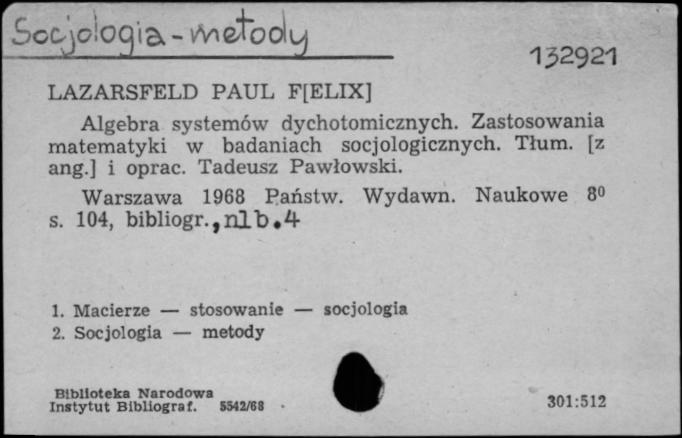 Socjologia - metody
132921
LAZARSFELD PAUL F[ELIX]
Algebra systemów dychotomicznych. Zastosowania
matematyki w badaniach socjologicznych. Tłum. [z
ang.] i oprac. Tadeusz Pawłowski.
Warszawa 1968 Państw. Wydawn. Naukowe 8⁰
s. 104, bibliogr., nlb.4
1. Macierze — stosowanie — socjologia
2. Socjologia — metody
Biblioteka Narodowa
Instytut Bibliograf. 5542/68
301:512